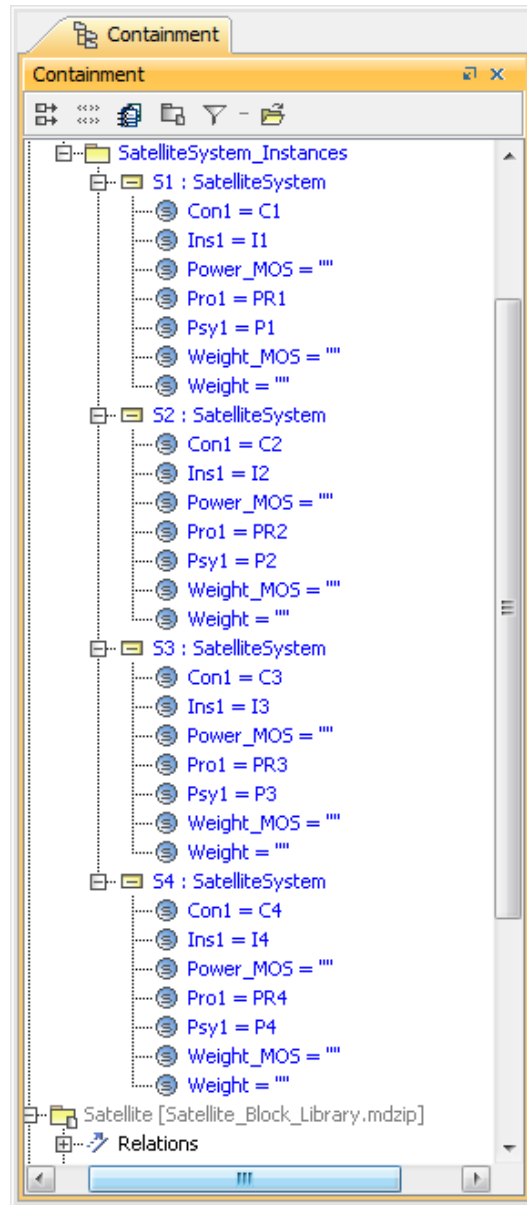 Containment
Containment
SatelliteSystem_Instances
S1 : SatelliteSystem
Con1 = C1
Ins1 = I1
Power_MOS = ""
Pro1 = PR1
Psy1 = P1
Weight_MOS = ""
Weight = ""
S2 : SatelliteSystem
Con1 = C2
Ins1 = I2
Power_MOS = ""
Pro1 = PR2
Psy1 = P2
Weight_MOS = ""
Weight = ""
S3 : SatelliteSystem
Con1 = C3
Ins1 = I3
Power_MOS = ""
Pro1 = PR3
Psy1 = P3
Weight_MOS = ""
Weight = ""
S4 : SatelliteSystem
Con1 = C4
Ins1 = I4
Power_MOS = ""
Pro1 = PR4
Psy1 = P4
Weight_MOS = ""
Weight = ""
Satellite [Satellite_Block_Library.mdzip]
Relations